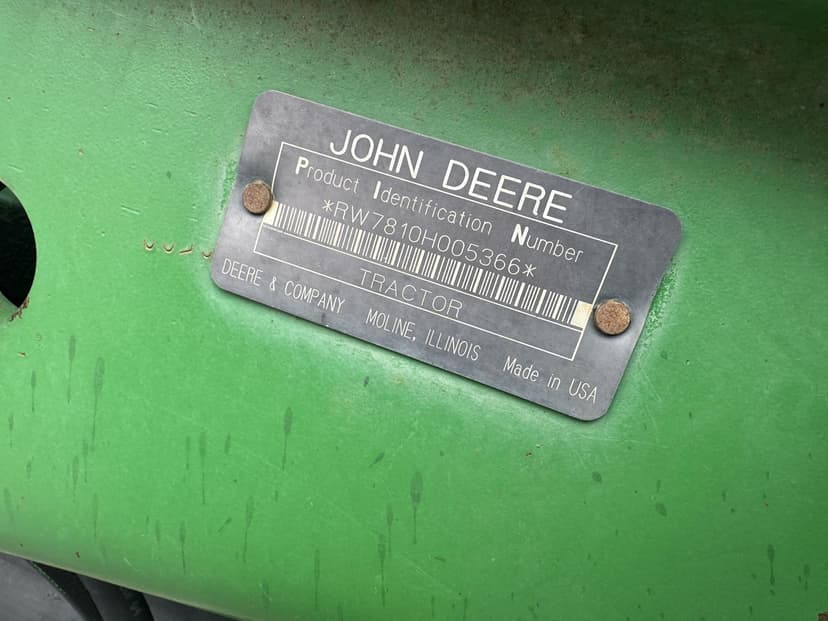 JOHN DEERE
Product Identification Number
*RW7810H005366*
TRACTOR
DEERE & COMPANY MOLINE, ILLINOIS Made in USA